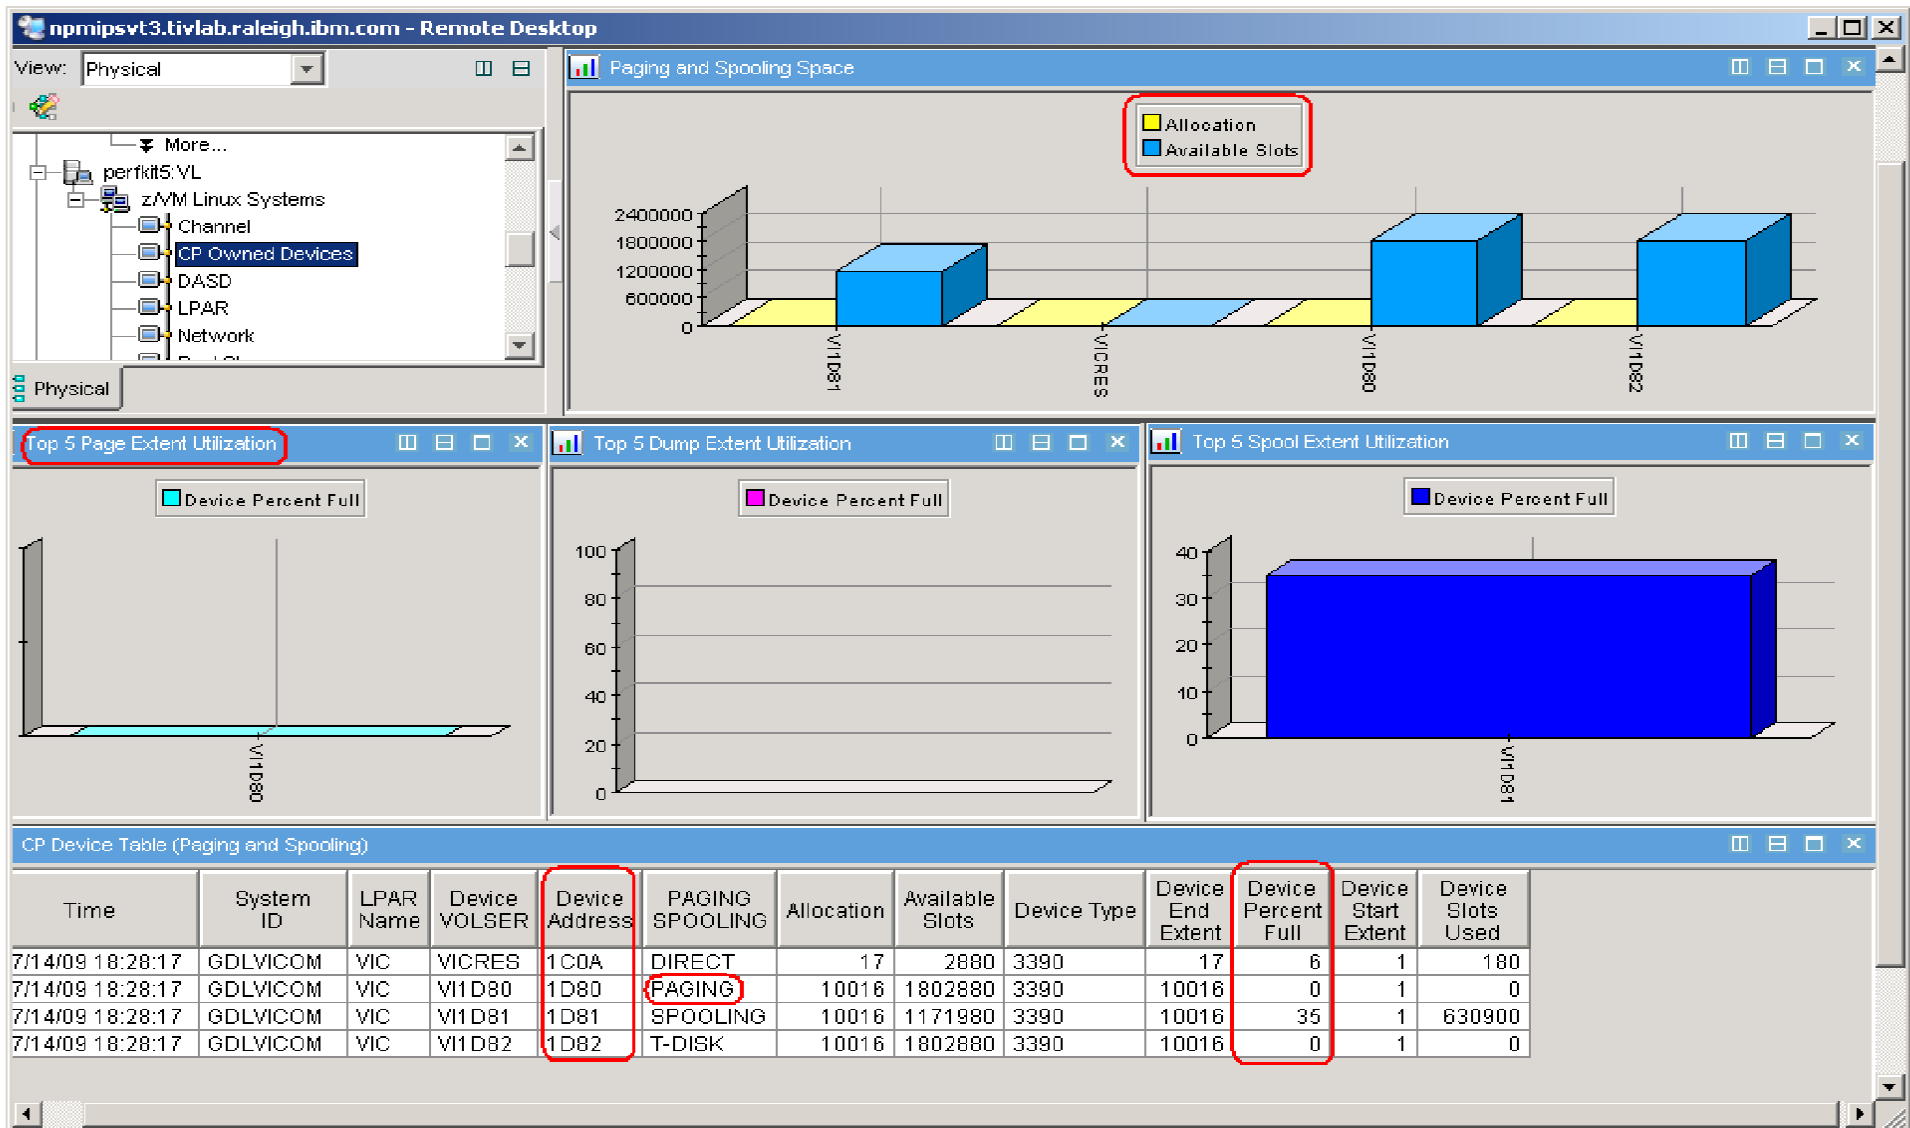 npmipsvt3.tivlab.raleigh.ibm.com - Remote Desktop
View: Physical
More...
perfkit5:VL
z/VM Linux Systems
Channel
CP Owned Devices
DASD
LPAR
Network
Physical
Paging and Spooling Space
Allocation
Available Slots
2400000
1800000
1200000
600000
0
VI1D81
VICRES
VI1D80
VI1D82
Top 5 Page Extent Utilization
Device Percent Full
VI1D80
Top 5 Dump Extent Utilization
Device Percent Full
100
80
60
40
20
0
Top 5 Spool Extent Utilization
Device Percent Full
40
30
20
10
0
VI1D81
CP Device Table (Paging and Spooling)
Time System ID LPAR Name Device VOLSER Device Address PAGING SPOOLING Allocation Available Slots Device Type Device End Extent Device Percent Full Device Start Extent Device Slots Used
7/14/09 18:28:17 GDLVICOM VIC VICRES 1C0A DIRECT 17 2880 3390 17 6 1 180
7/14/09 18:28:17 GDLVICOM VIC VI1D80 1D80 PAGING 10016 1802880 3390 10016 0 1 0
7/14/09 18:28:17 GDLVICOM VIC VI1D81 1D81 SPOOLING 10016 1171980 3390 10016 35 1 630900
7/14/09 18:28:17 GDLVICOM VIC VI1D82 1D82 T-DISK 10016 1802880 3390 10016 0 1 0